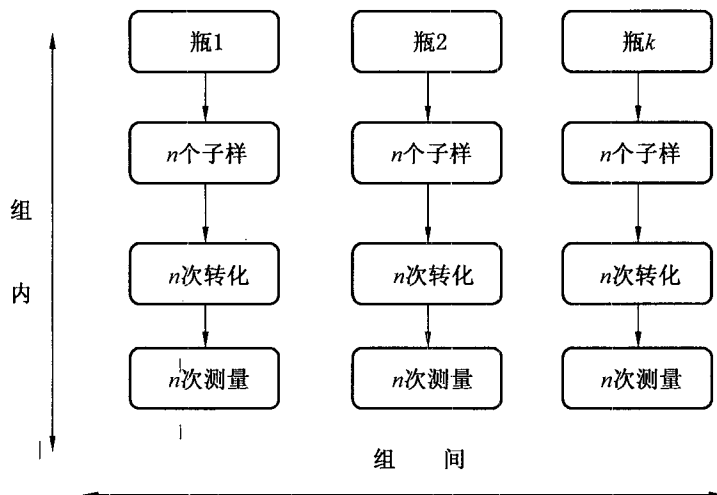 瓶1 瓶2 瓶k
n个子样 n个子样 n个子样
组
n次转化 n次转化 n次转化
内
n次测量 n次测量 n次测量
组 间